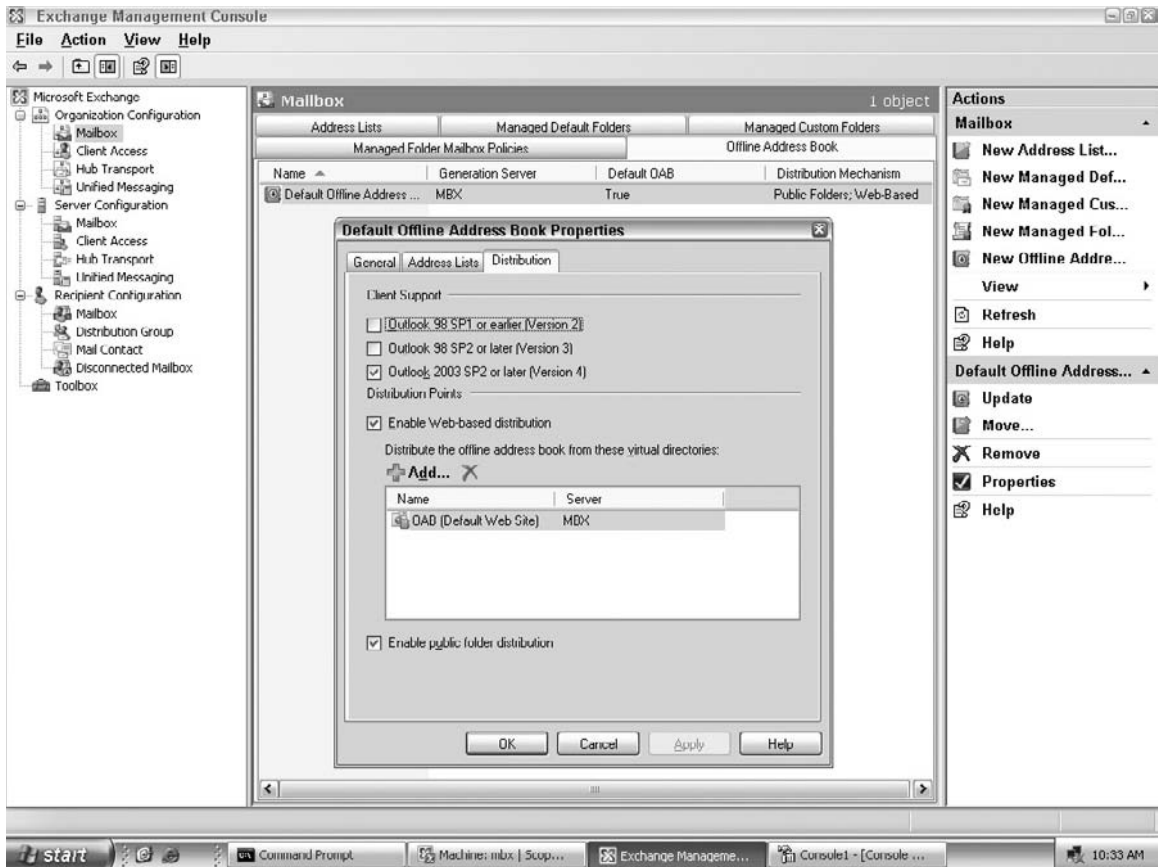 Exchange Management Console
File Action View Help
Microsoft Exchange
Organization Configuration
Mailbox
Client Access
Hub Transport
Unified Messaging
Server Configuration
Mailbox
Client Access
Hub Transport
Unified Messaging
Recipient Configuration
Mailbox
Distribution Group
Mail Contact
Disconnected Mailbox
Toolbox
Mailbox 1 object
Address Lists Managed Default Folders Managed Custom Folders
Managed Folder Mailbox Policies Offline Address Book
Name Generation Server Default OAB Distribution Mechanism
Default Offline Address ... MBX True Public Folders; Web-Based
Default Offline Address Book Properties
General Address Lists Distribution
Client Support
Outlook 98 SP1 or earlier (Version 2)
Outlook 98 SP2 or later (Version 3)
Outlook 2003 SP2 or later (Version 4)
Distribution Points
Enable Web-based distribution
Distribute the offline address book from these virtual directories:
Add...
Name Server
OAB (Default Web Site) MBX
Enable public folder distribution
OK Cancel Apply Help
Actions
Mailbox
New Address List...
New Managed Def...
New Managed Cus...
New Managed Fol...
New Offline Addre...
View
Refresh
Help
Default Offline Address...
Update
Move...
Remove
Properties
Help
start Command Prompt Machine: mbx | Scop... Exchange Manageme... Console1 - [Console ... 10:33 AM